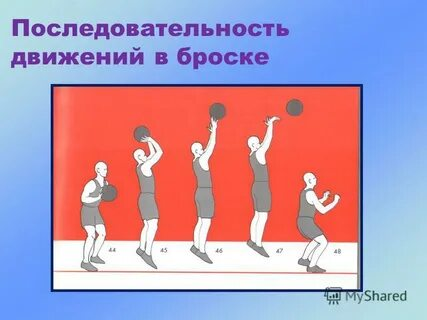 Последовательность
движений в броске
44 45 46 47 48
MyShared